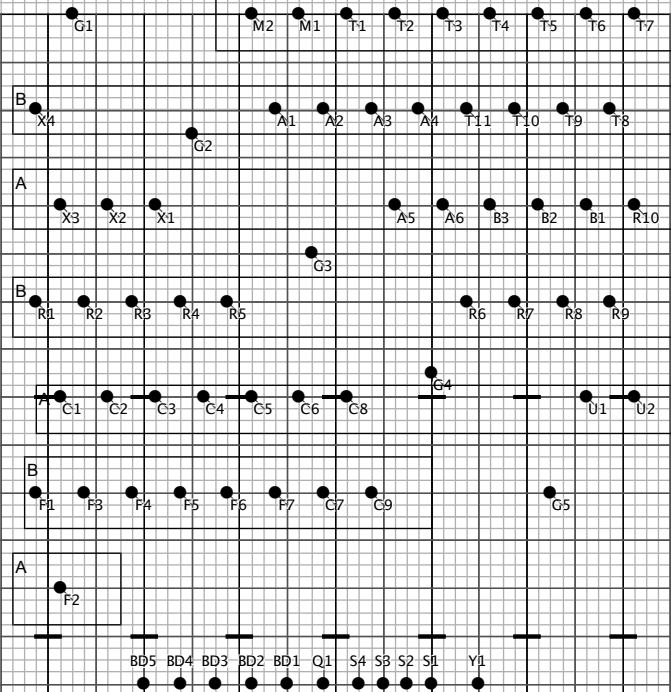 G1 M2 M1 T1 T2 T3 T4 T5 T6 T7
B
X4 A1 A2 A3 A4 T11 T10 T9 T8
G2
A
X3 X2 X1 A5 A6 B3 B2 B1 R10
G3
B
R1 R2 R3 R4 R5 R6 R7 R8 R9
G4
A C1 C2 C3 C4 C5 C6 C8 U1 U2
B
F1 F3 F4 F5 F6 F7 C7 C9 G5
A
F2
BD5 BD4 BD3 BD2 BD1 Q1 S4 S3 S2 S1 Y1